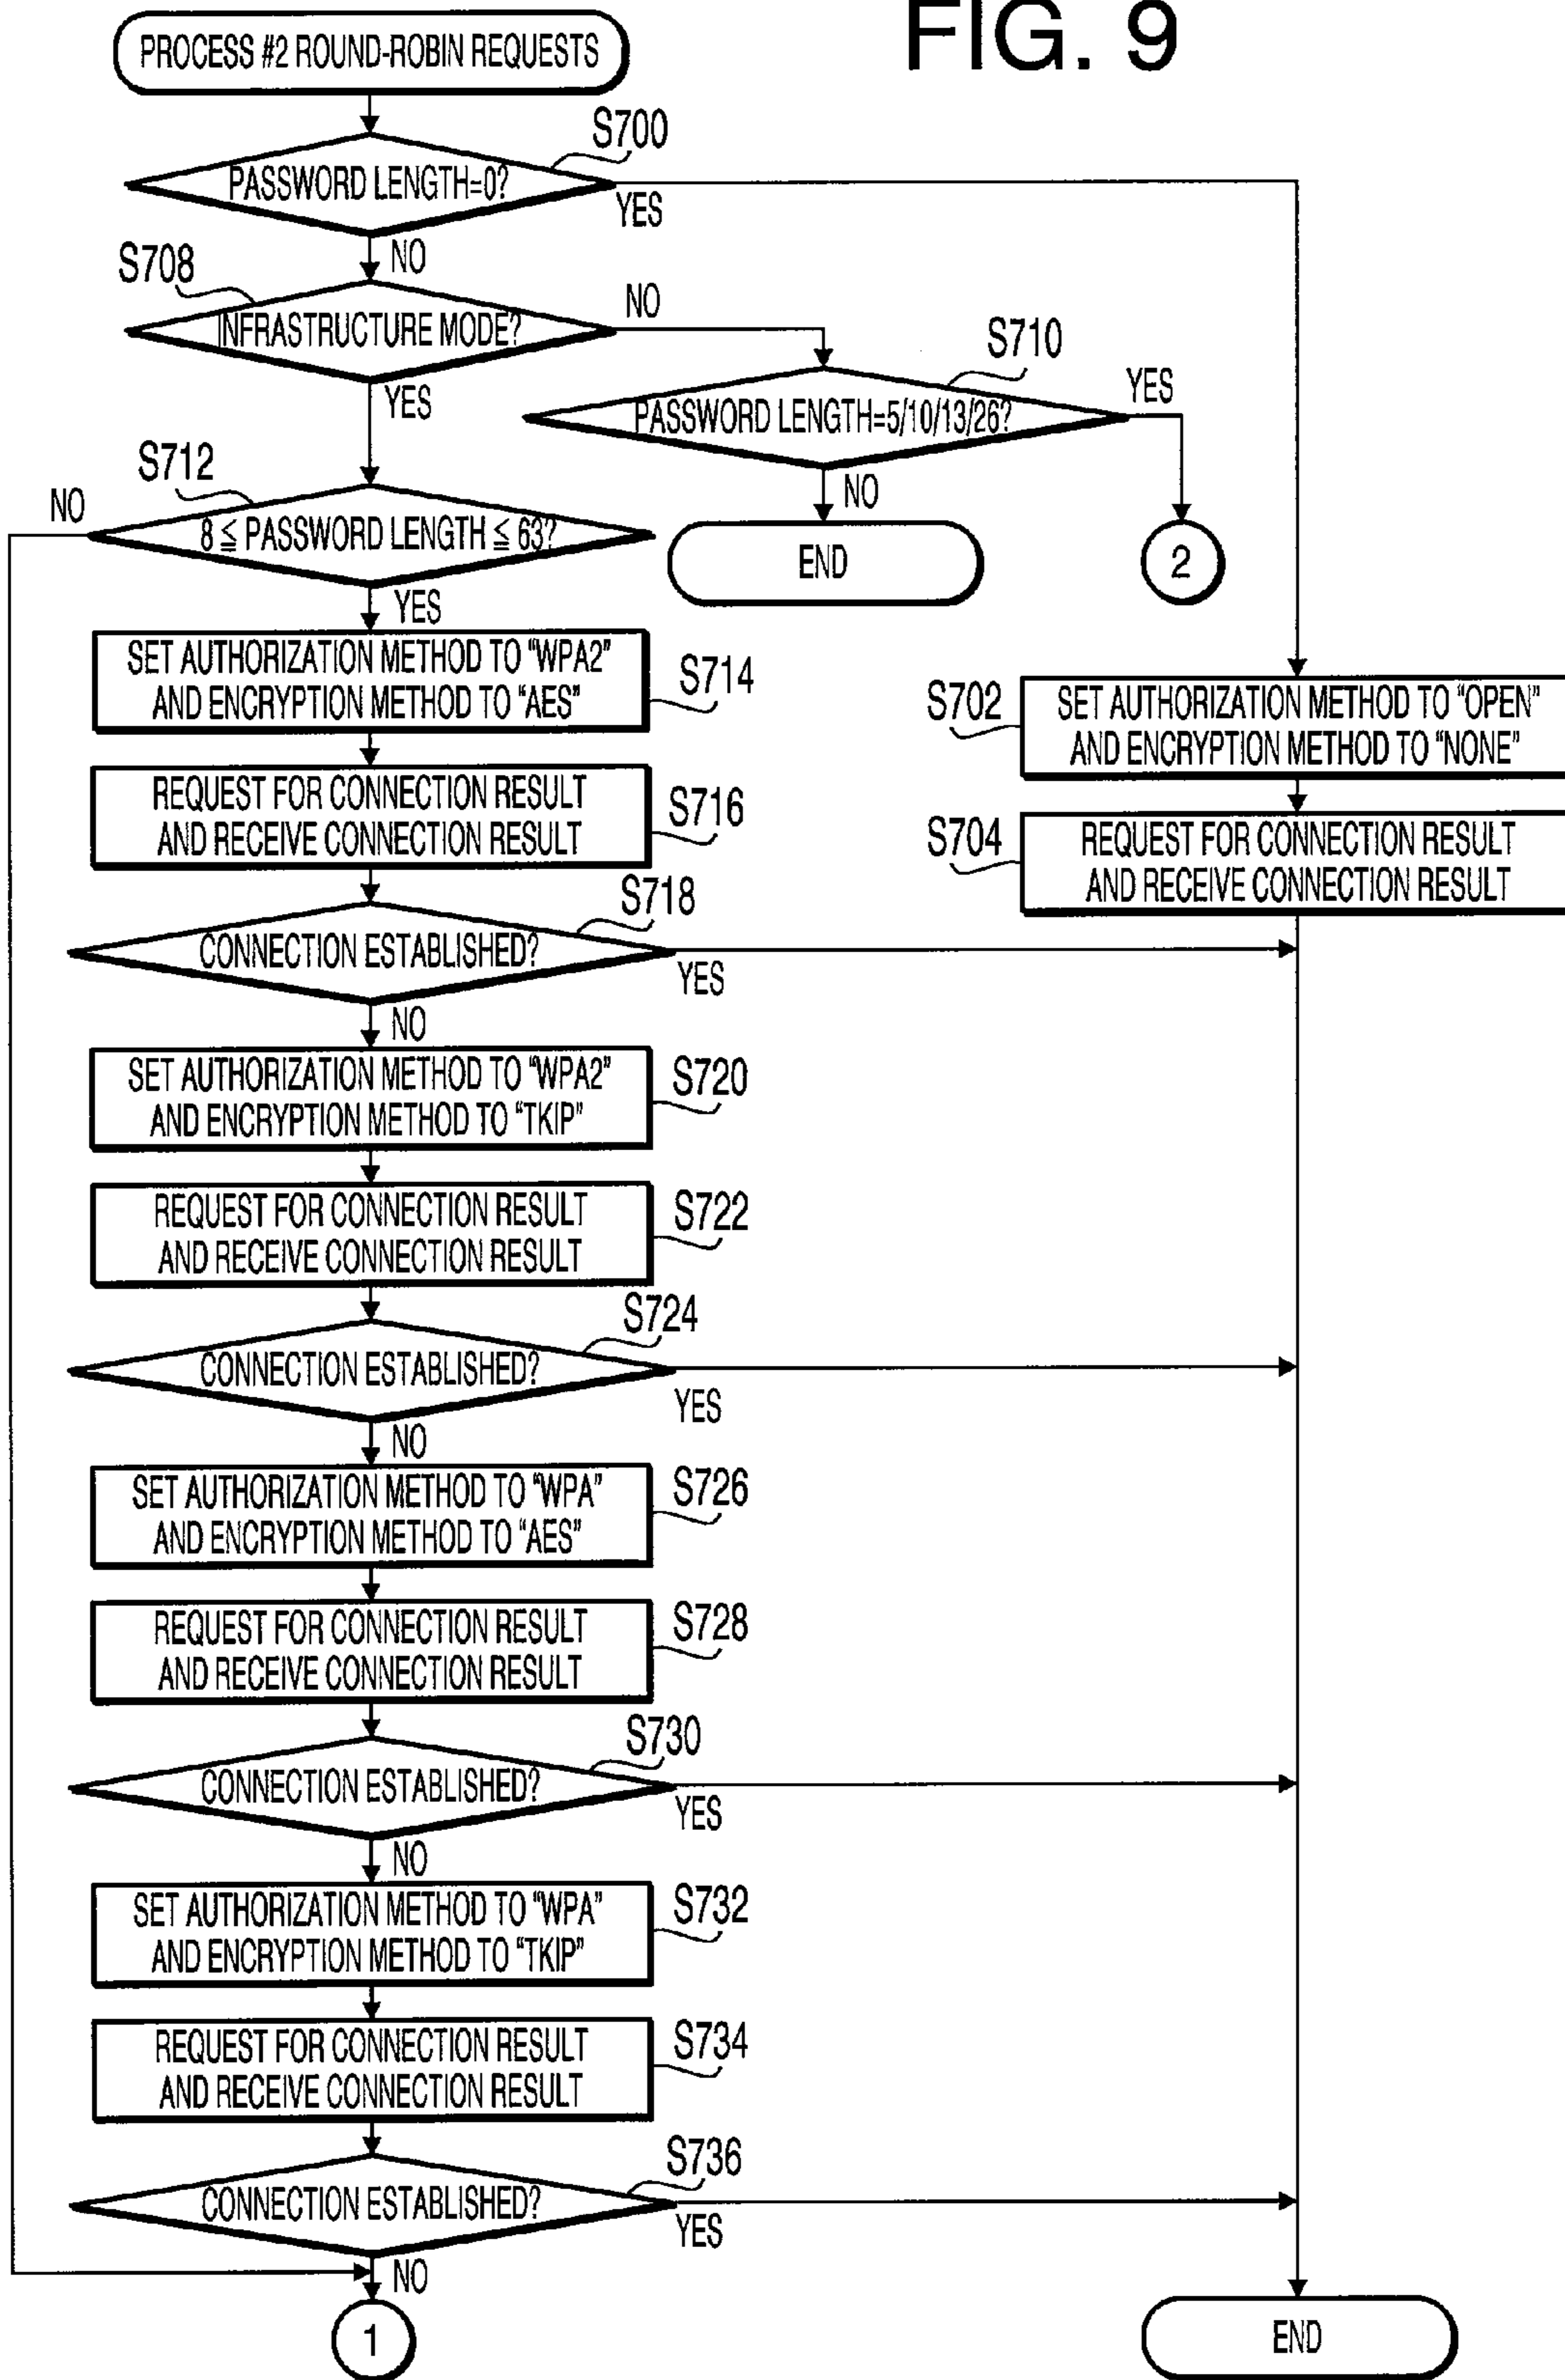 FIG. 9
PROCESS #2 ROUND-ROBIN REQUESTS
S700
PASSWORD LENGTH=0?
YES
NO
S708
INFRASTRUCTURE MODE?
NO
YES
S710
PASSWORD LENGTH=5/10/13/26?
YES
NO
END
2
S712
NO
8 ≦ PASSWORD LENGTH ≦ 63?
YES
SET AUTHORIZATION METHOD TO “WPA2”
AND ENCRYPTION METHOD TO “AES”
S714
S702
SET AUTHORIZATION METHOD TO “OPEN”
AND ENCRYPTION METHOD TO “NONE”
REQUEST FOR CONNECTION RESULT
AND RECEIVE CONNECTION RESULT
S716
S704
REQUEST FOR CONNECTION RESULT
AND RECEIVE CONNECTION RESULT
S718
CONNECTION ESTABLISHED?
YES
NO
SET AUTHORIZATION METHOD TO “WPA2”
AND ENCRYPTION METHOD TO “TKIP”
S720
REQUEST FOR CONNECTION RESULT
AND RECEIVE CONNECTION RESULT
S722
S724
CONNECTION ESTABLISHED?
YES
NO
SET AUTHORIZATION METHOD TO “WPA”
AND ENCRYPTION METHOD TO “AES”
S726
REQUEST FOR CONNECTION RESULT
AND RECEIVE CONNECTION RESULT
S728
S730
CONNECTION ESTABLISHED?
YES
NO
SET AUTHORIZATION METHOD TO “WPA”
AND ENCRYPTION METHOD TO “TKIP”
S732
REQUEST FOR CONNECTION RESULT
AND RECEIVE CONNECTION RESULT
S734
S736
CONNECTION ESTABLISHED?
YES
NO
1
END